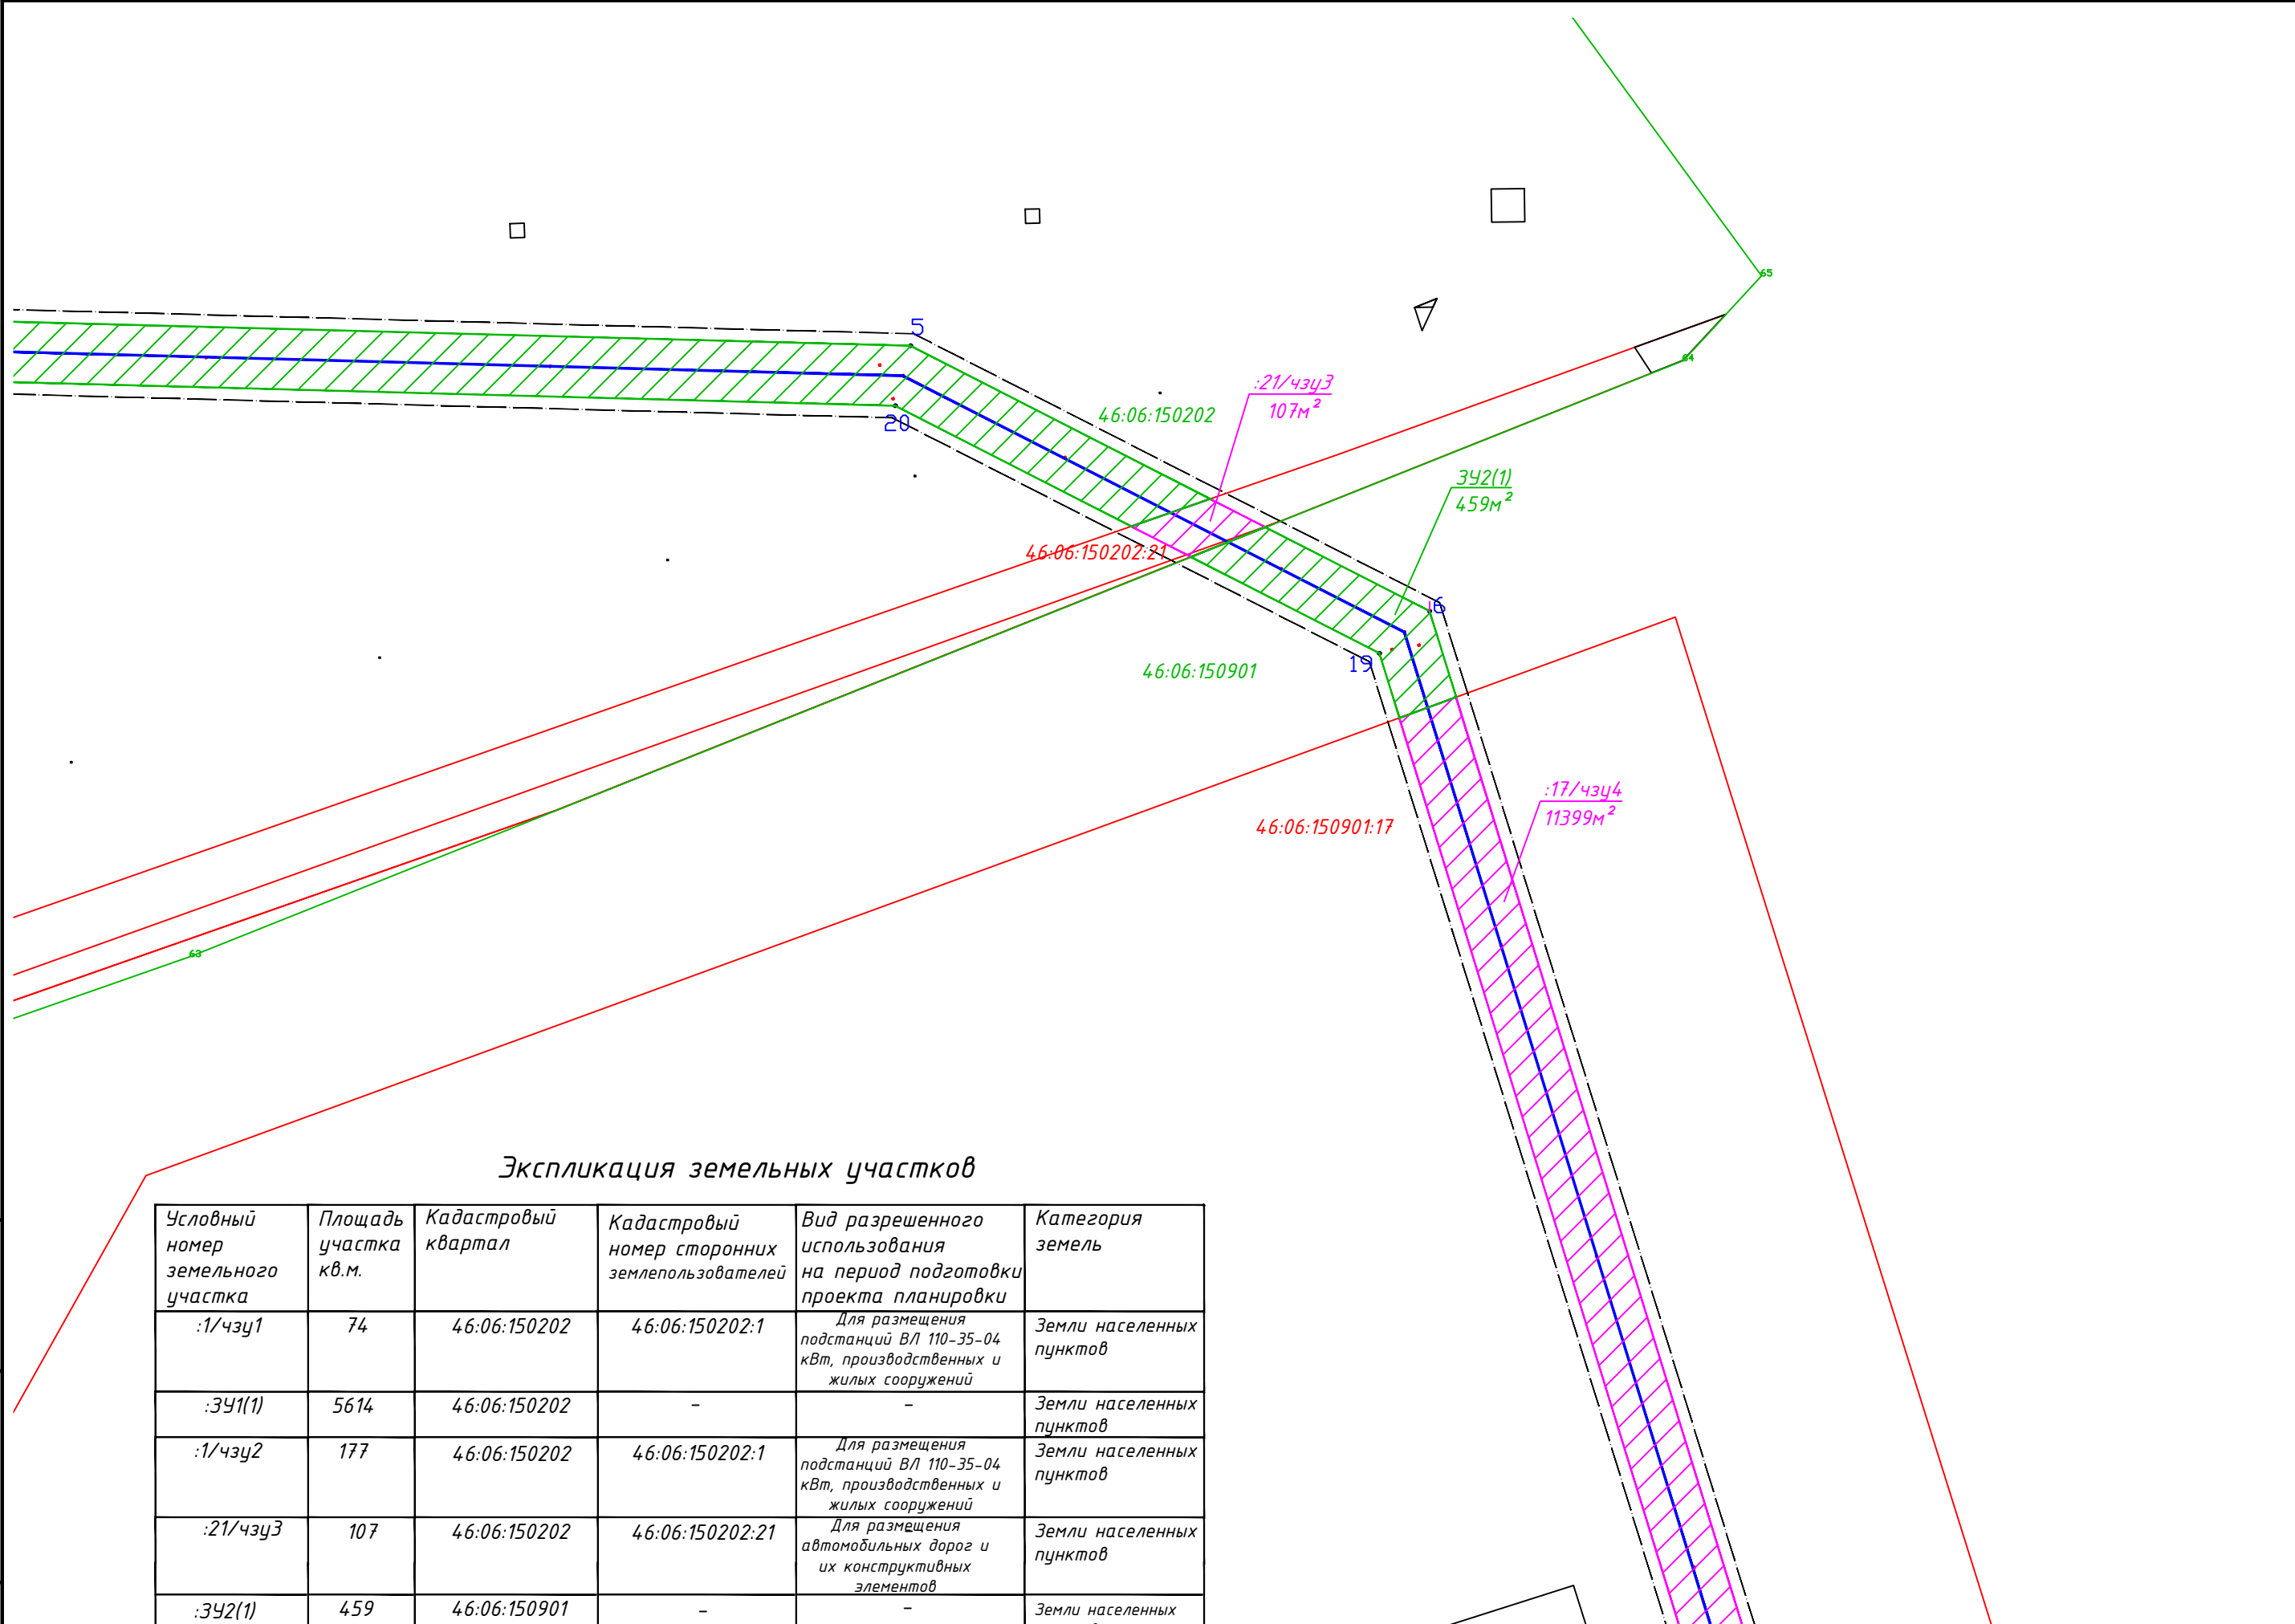 65
5
64
:21/чзу3
107м²
46:06:150202
20
ЗУ2(1)
459м²
46:06:150202:21
6
19
46:06:150901
:17/чзу4
11399м²
46:06:150901:17
63
Экспликация земельных участков
Условный
номер
земельного
участка
Площадь
участка
кв.м.
Кадастровый
квартал
Кадастровый
номер сторонних
землепользователей
Вид разрешенного
использования
на период подготовки
проекта планировки
Категория
земель
:1/чзу1
74
46:06:150202
46:06:150202:1
Для размещения
подстанций ВЛ 110-35-04
кВт, производственных и
жилых сооружений
Земли населенных
пунктов
:ЗУ1(1)
5614
46:06:150202
-
-
Земли населенных
пунктов
:1/чзу2
177
46:06:150202
46:06:150202:1
Для размещения
подстанций ВЛ 110-35-04
кВт, производственных и
жилых сооружений
Земли населенных
пунктов
:21/чзу3
107
46:06:150202
46:06:150202:21
Для размещения
автомобильных дорог и
их конструктивных
элементов
Земли населенных
пунктов
:ЗУ2(1)
459
46:06:150901
-
-
Земли населенных